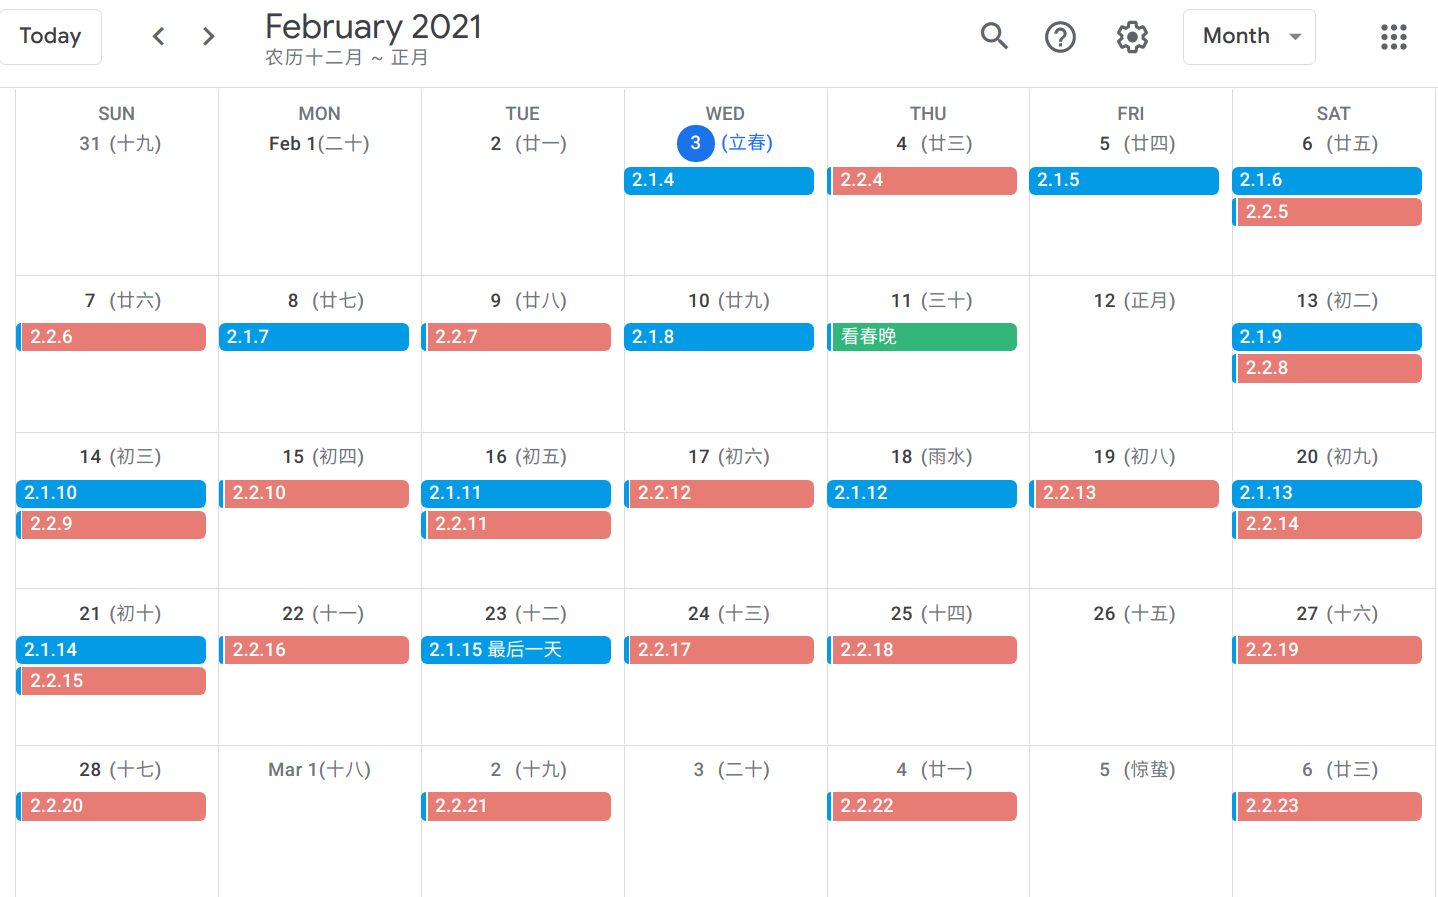 Today
February 2021
农历十二月 ~ 正月
Month
SUN MON TUE WED THU FRI SAT
31 (十九) Feb 1(二十) 2 (廿一) 3 (立春) 4 (廿三) 5 (廿四) 6 (廿五)
2.1.4 2.2.4 2.1.5 2.1.6
2.2.5
7 (廿六) 8 (廿七) 9 (廿八) 10 (廿九) 11 (三十) 12 (正月) 13 (初二)
2.2.6 2.1.7 2.2.7 2.1.8 看春晚 2.1.9
2.2.8
14 (初三) 15 (初四) 16 (初五) 17 (初六) 18 (雨水) 19 (初八) 20 (初九)
2.1.10 2.2.10 2.1.11 2.2.12 2.1.12 2.2.13 2.1.13
2.2.9 2.2.11 2.2.14
21 (初十) 22 (十一) 23 (十二) 24 (十三) 25 (十四) 26 (十五) 27 (十六)
2.1.14 2.2.16 2.1.15 最后一天 2.2.17 2.2.18 2.2.19
2.2.15
28 (十七) Mar 1(十八) 2 (十九) 3 (二十) 4 (廿一) 5 (惊蛰) 6 (廿三)
2.2.20 2.2.21 2.2.22 2.2.23